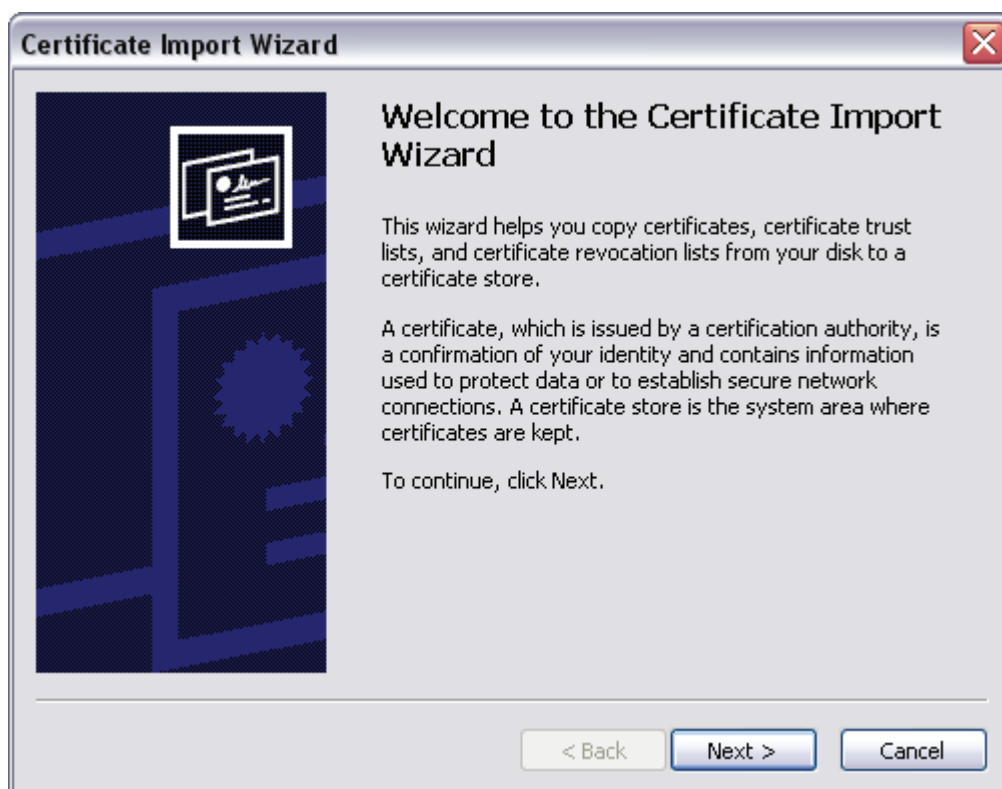 Certificate Import Wizard
Welcome to the Certificate Import
Wizard
This wizard helps you copy certificates, certificate trust
lists, and certificate revocation lists from your disk to a
certificate store.
A certificate, which is issued by a certification authority, is
a confirmation of your identity and contains information
used to protect data or to establish secure network
connections. A certificate store is the system area where
certificates are kept.
To continue, click Next.
< Back Next > Cancel